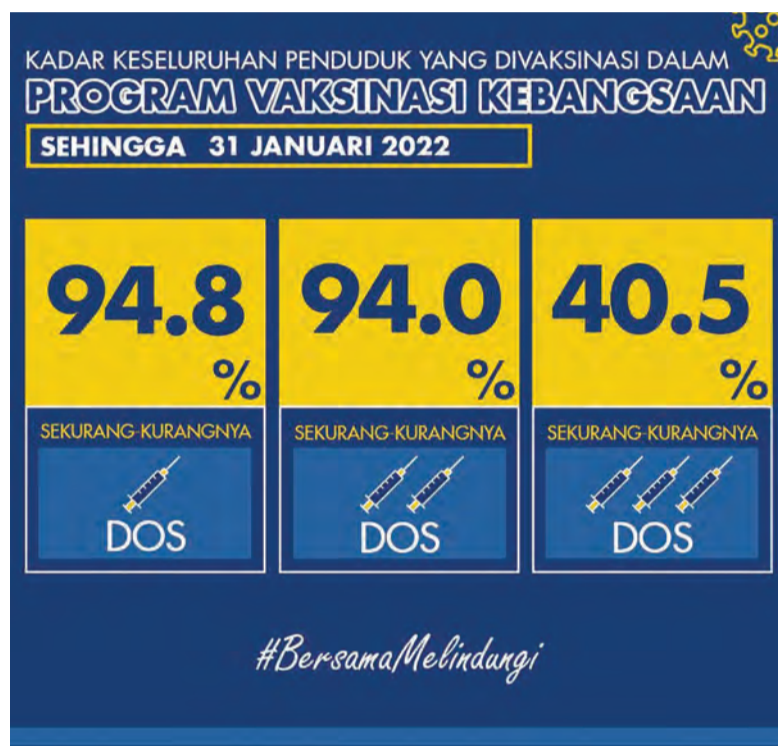 KADAR KESELURUHAN PENDUDUK YANG DIVAKSINASI DALAM
PROGRAM VAKSINASI KEBANGSAAN
SEHINGGA 31 JANUARI 2022
94.8 %
SEKURANG-KURANGNYA
DOS
94.0 %
SEKURANG-KURANGNYA
DOS
40.5 %
SEKURANG-KURANGNYA
DOS
#BersamaMelindungi